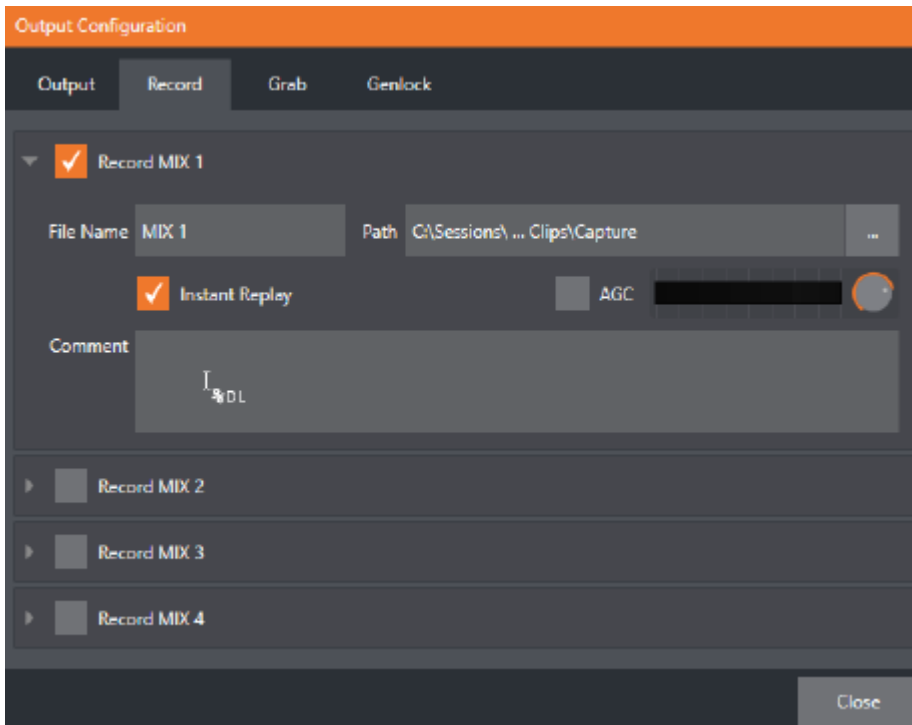 Output Configuration
Output Record Grab Genlock
Record MIX 1
File Name MIX 1 Path C:\Sessions\ ... Clips\Capture ...
Instant Replay AGC
Comment
DL
Record MIX 2
Record MIX 3
Record MIX 4
Close